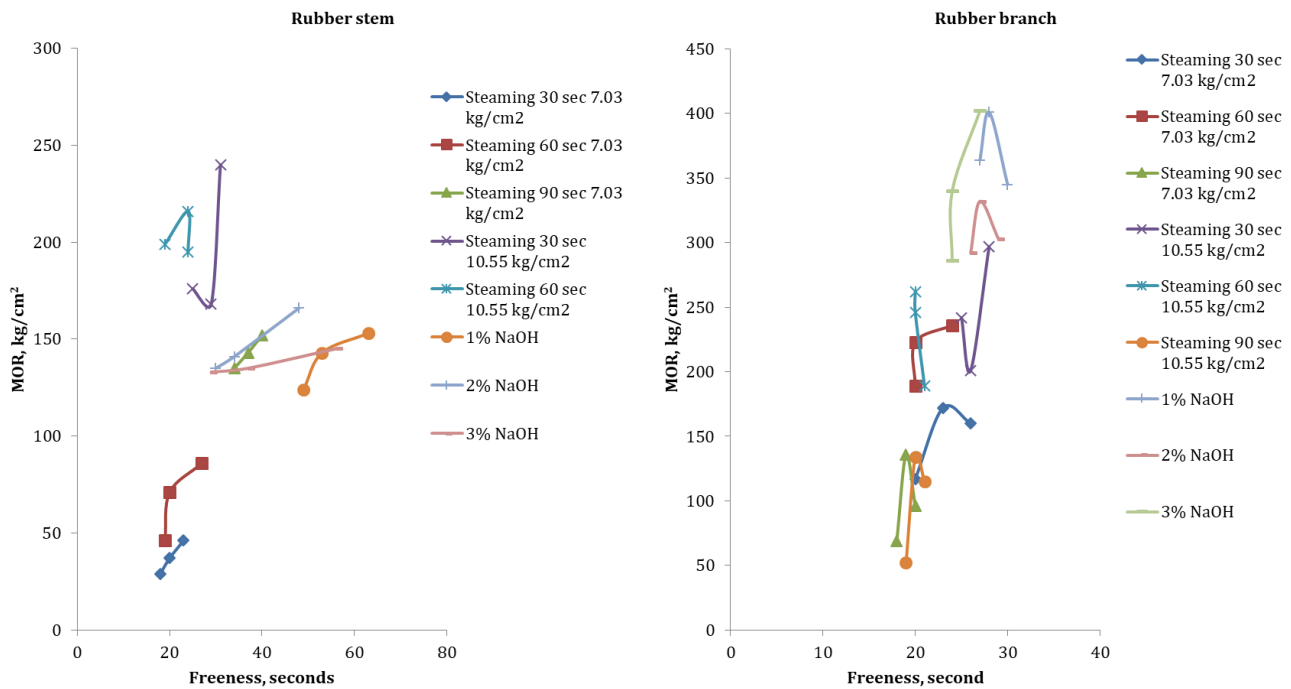 Rubber stem
300
250
200
150
100
50
0
0 20 40 60 80
MOR, kg/cm²
Freeness, seconds
Steaming 30 sec 7.03
kg/cm2
Steaming 60 sec 7.03
kg/cm2
Steaming 90 sec 7.03
kg/cm2
Steaming 30 sec
10.55 kg/cm2
Steaming 60 sec
10.55 kg/cm2
1% NaOH
2% NaOH
3% NaOH
Rubber branch
450
400
350
300
250
200
150
100
50
0
0 10 20 30 40
MOR, kg/cm²
Freeness, second
Steaming 30 sec
7.03 kg/cm2
Steaming 60 sec
7.03 kg/cm2
Steaming 90 sec
7.03 kg/cm2
Steaming 30 sec
10.55 kg/cm2
Steaming 60 sec
10.55 kg/cm2
Steaming 90 sec
10.55 kg/cm2
1% NaOH
2% NaOH
3% NaOH